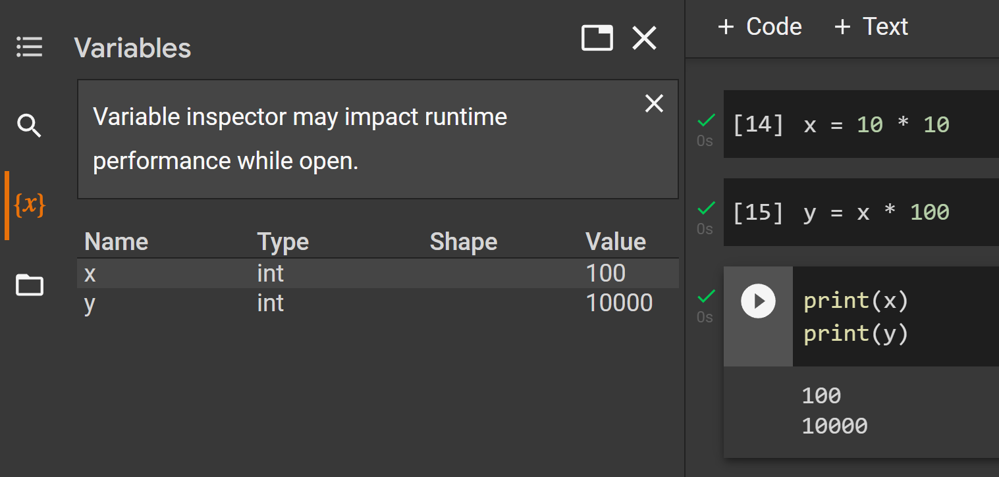 Variables
Variable inspector may impact runtime
performance while open.
Name Type Shape Value
x int 100
y int 10000
{x}
+ Code + Text
[14] x = 10 * 10
0s
[15] y = x * 100
0s
print(x)
print(y)
0s
100
10000